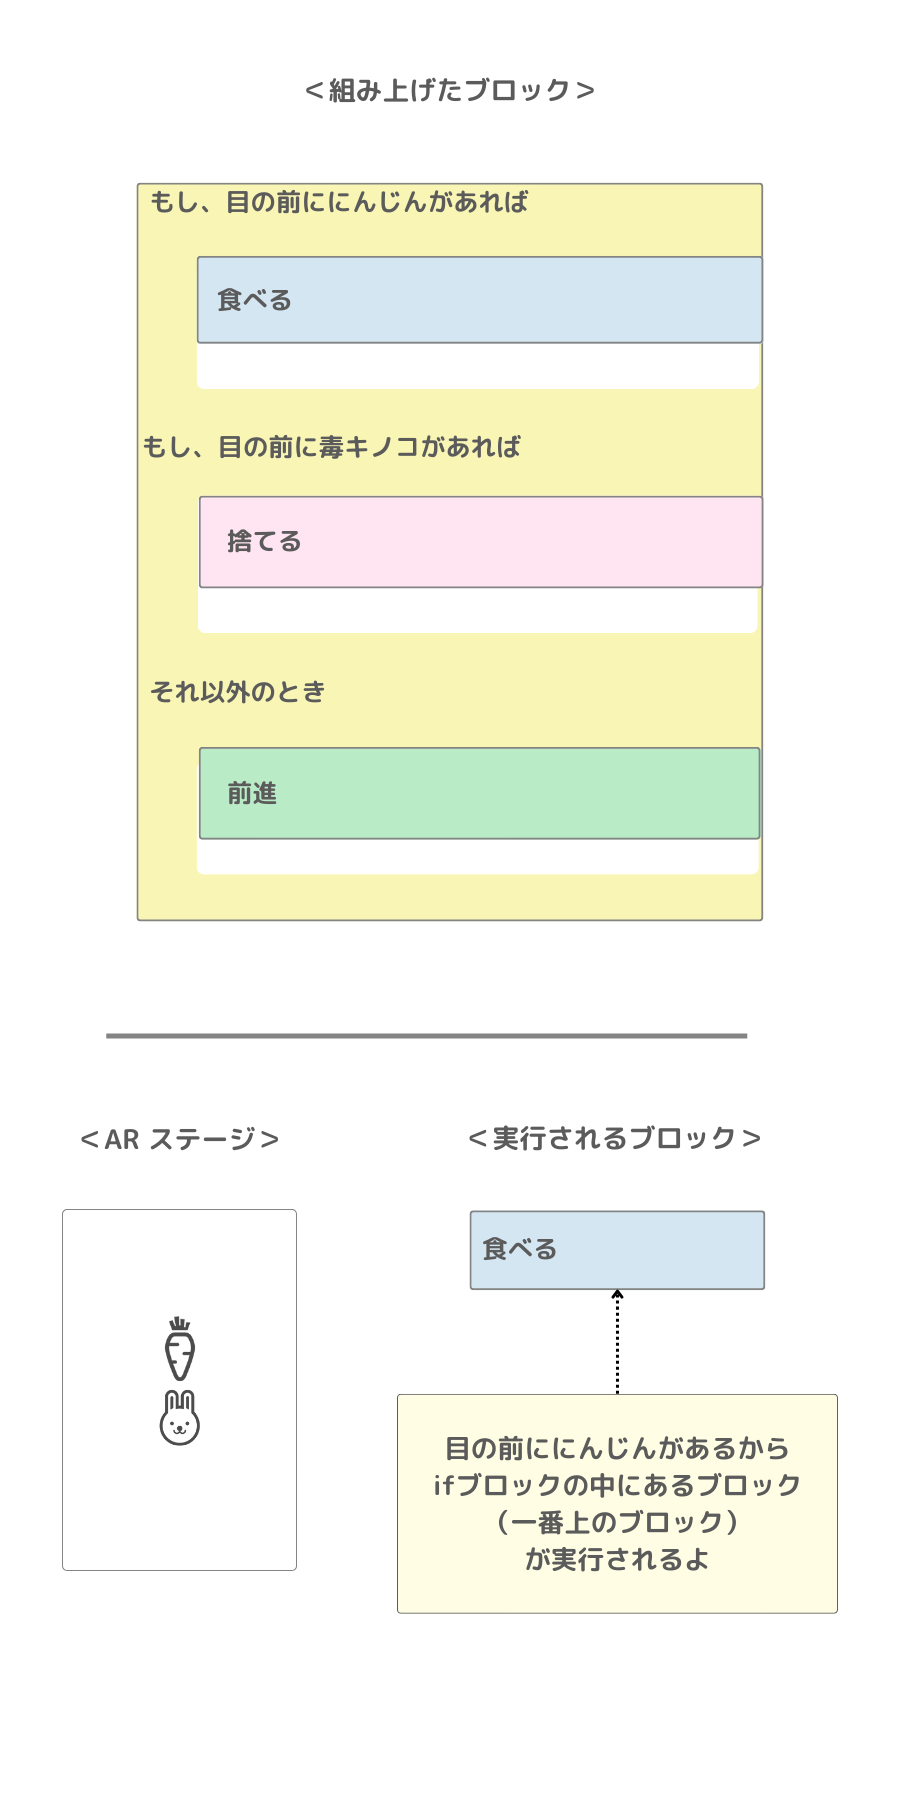 ＜組み上げたブロック＞
もし、目の前ににんじんがあれば
食べる
もし、目の前に毒キノコがあれば
捨てる
それ以外のとき
前進
＜AR ステージ＞
＜実行されるブロック＞
食べる
目の前ににんじんがあるから
ifブロックの中にあるブロック
（一番上のブロック）
が実行されるよ